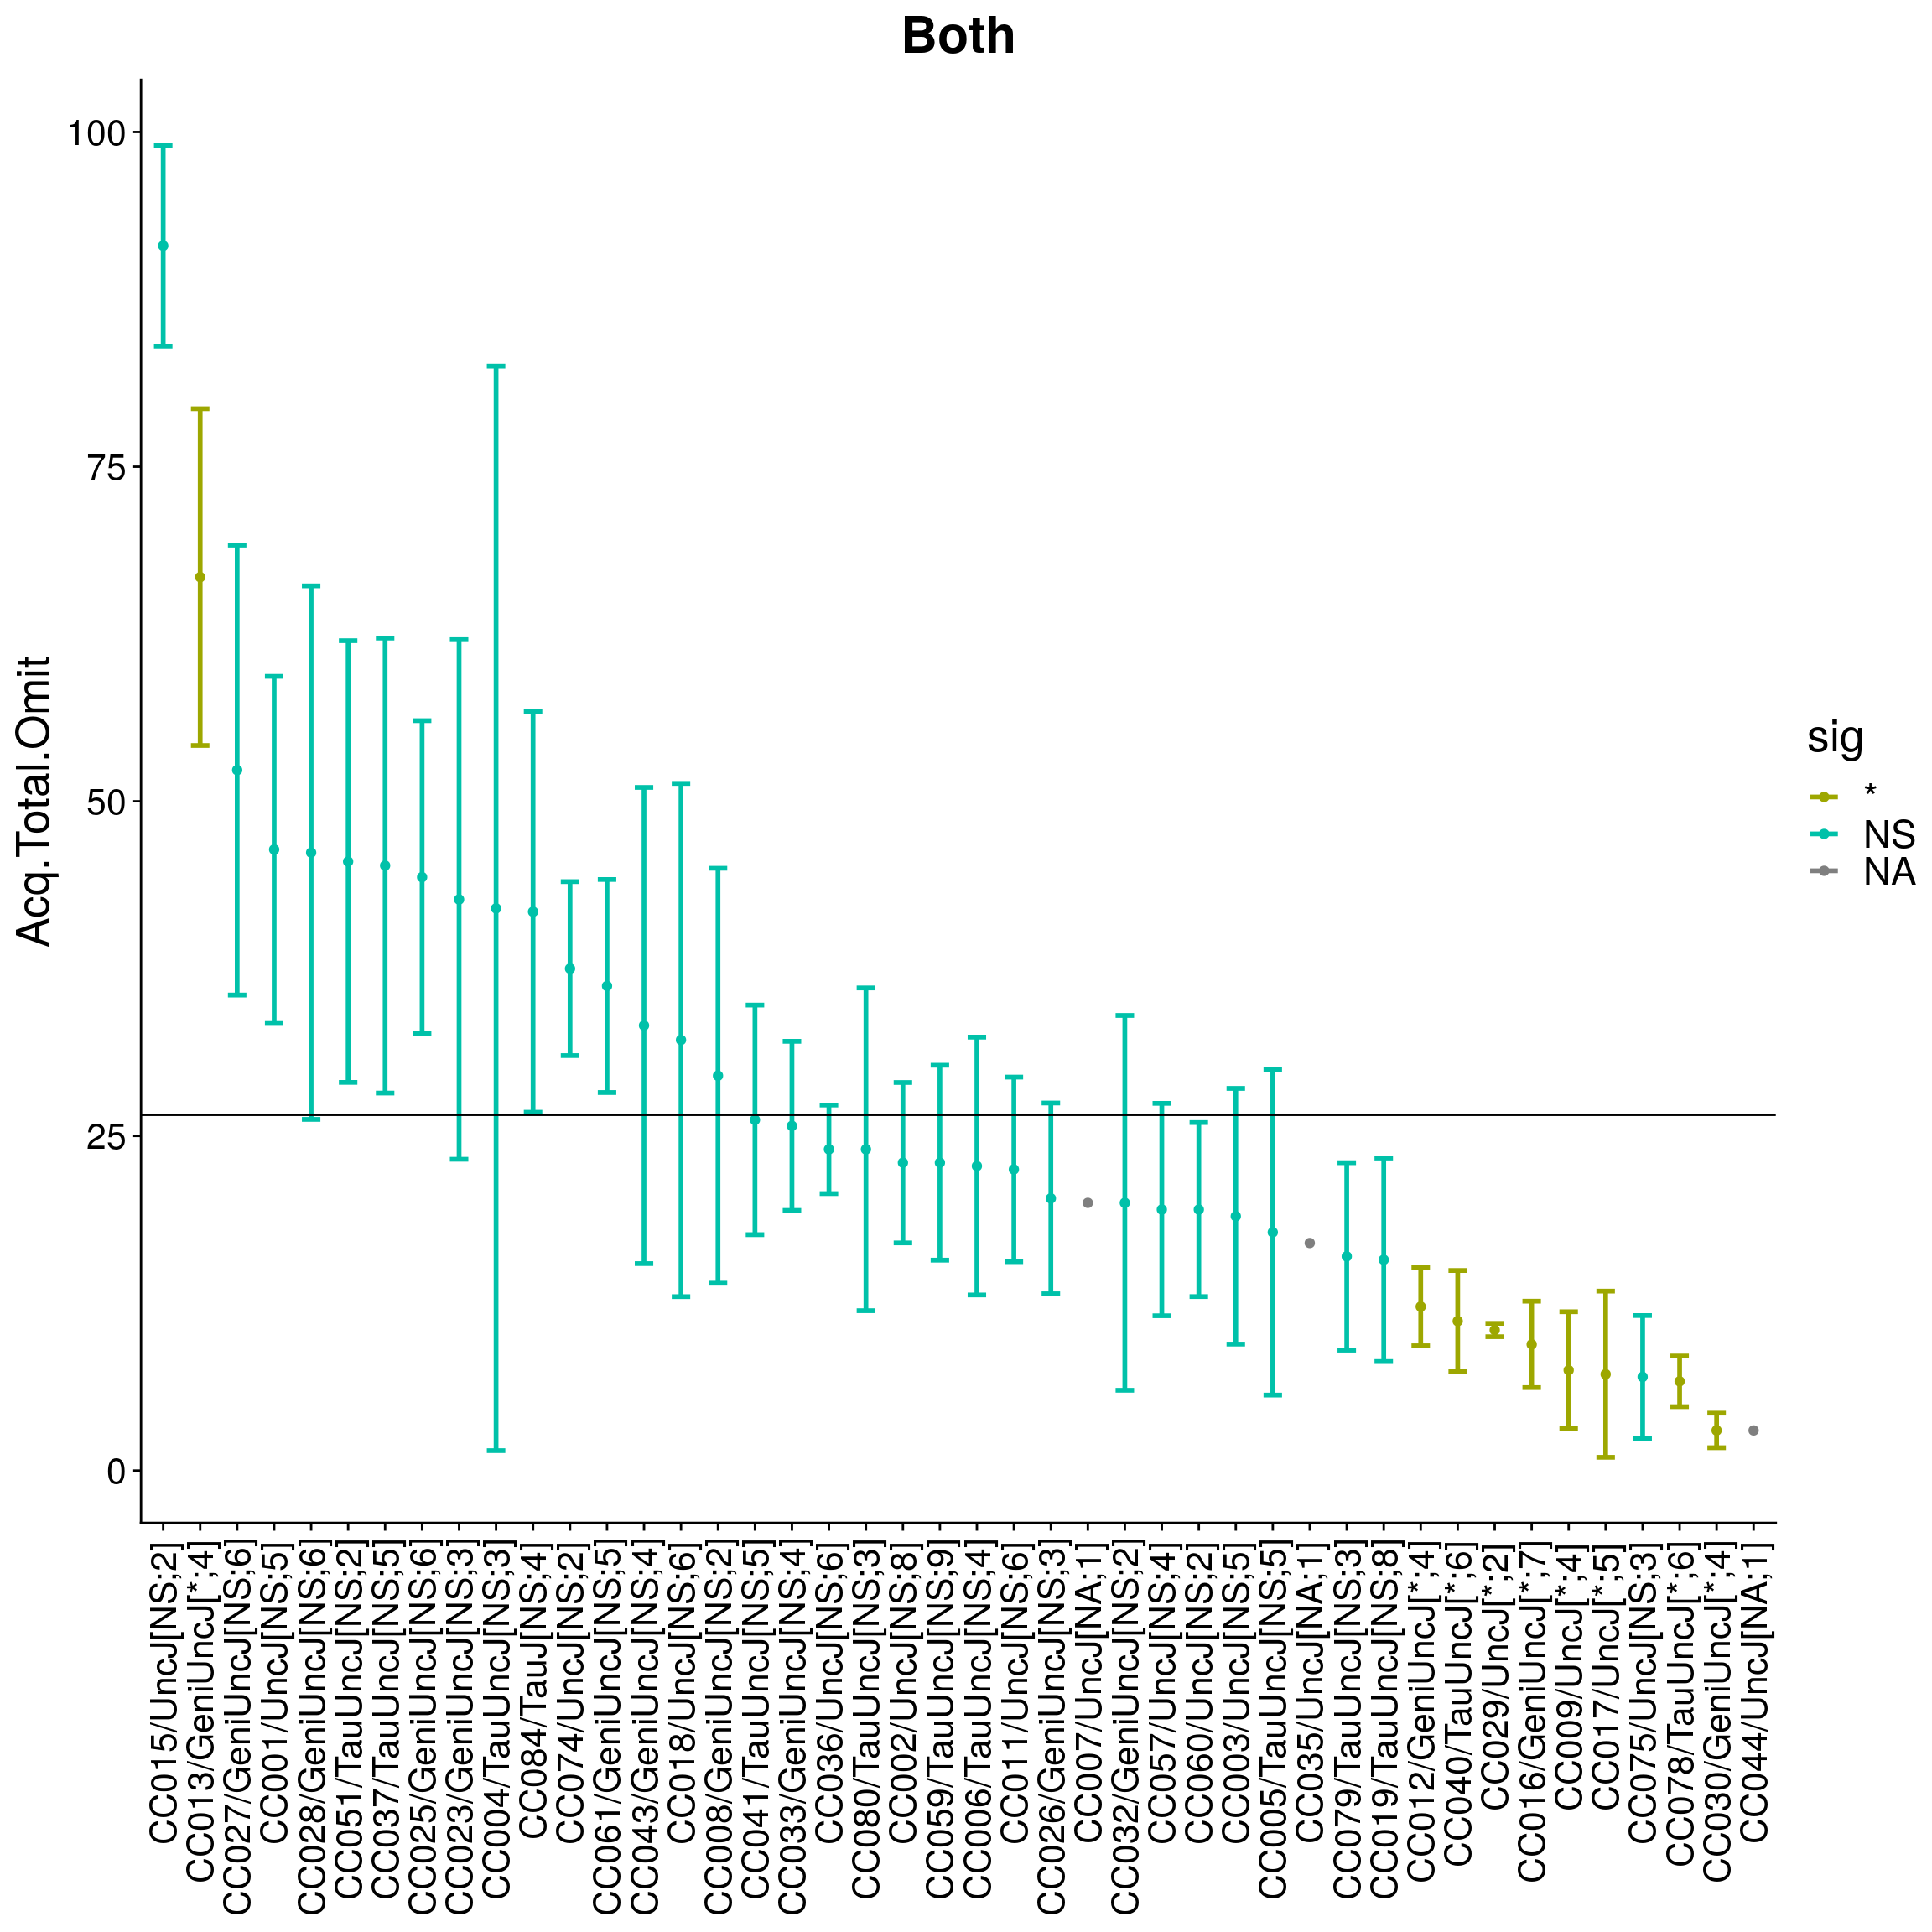 Both
Acq.Total.Omit
100
75
50
25
0
CC015/UncJ[NS;2]
CC013/GeniUncJ[*;4]
CC027/GeniUncJ[NS;6]
CC001/UncJ[NS;5]
CC028/GeniUncJ[NS;6]
CC051/TauUncJ[NS;2]
CC037/TauUncJ[NS;5]
CC025/GeniUncJ[NS;6]
CC023/GeniUncJ[NS;3]
CC004/TauUncJ[NS;3]
CC084/TauJ[NS;4]
CC074/UncJ[NS;2]
CC061/GeniUncJ[NS;5]
CC043/GeniUncJ[NS;4]
CC018/UncJ[NS;6]
CC008/GeniUncJ[NS;2]
CC041/TauUncJ[NS;5]
CC033/GeniUncJ[NS;4]
CC036/UncJ[NS;6]
CC080/TauUncJ[NS;3]
CC002/UncJ[NS;8]
CC059/TauUncJ[NS;9]
CC006/TauUncJ[NS;4]
CC011/UncJ[NS;6]
CC026/GeniUncJ[NS;3]
CC007/UncJ[NA;1]
CC032/GeniUncJ[NS;2]
CC057/UncJ[NS;4]
CC060/UncJ[NS;2]
CC003/UncJ[NS;5]
CC005/TauUncJ[NS;5]
CC035/UncJ[NA;1]
CC079/TauUncJ[NS;3]
CC019/TauUncJ[NS;8]
CC012/GeniUncJ[*;4]
CC040/TauUncJ[*;6]
CC029/UncJ[*;2]
CC016/GeniUncJ[*;7]
CC009/UncJ[*;4]
CC017/UncJ[*;5]
CC075/UncJ[NS;3]
CC078/TauUncJ[*;6]
CC030/GeniUncJ[*;4]
CC044/UncJ[NA;1]
sig
*
NS
NA